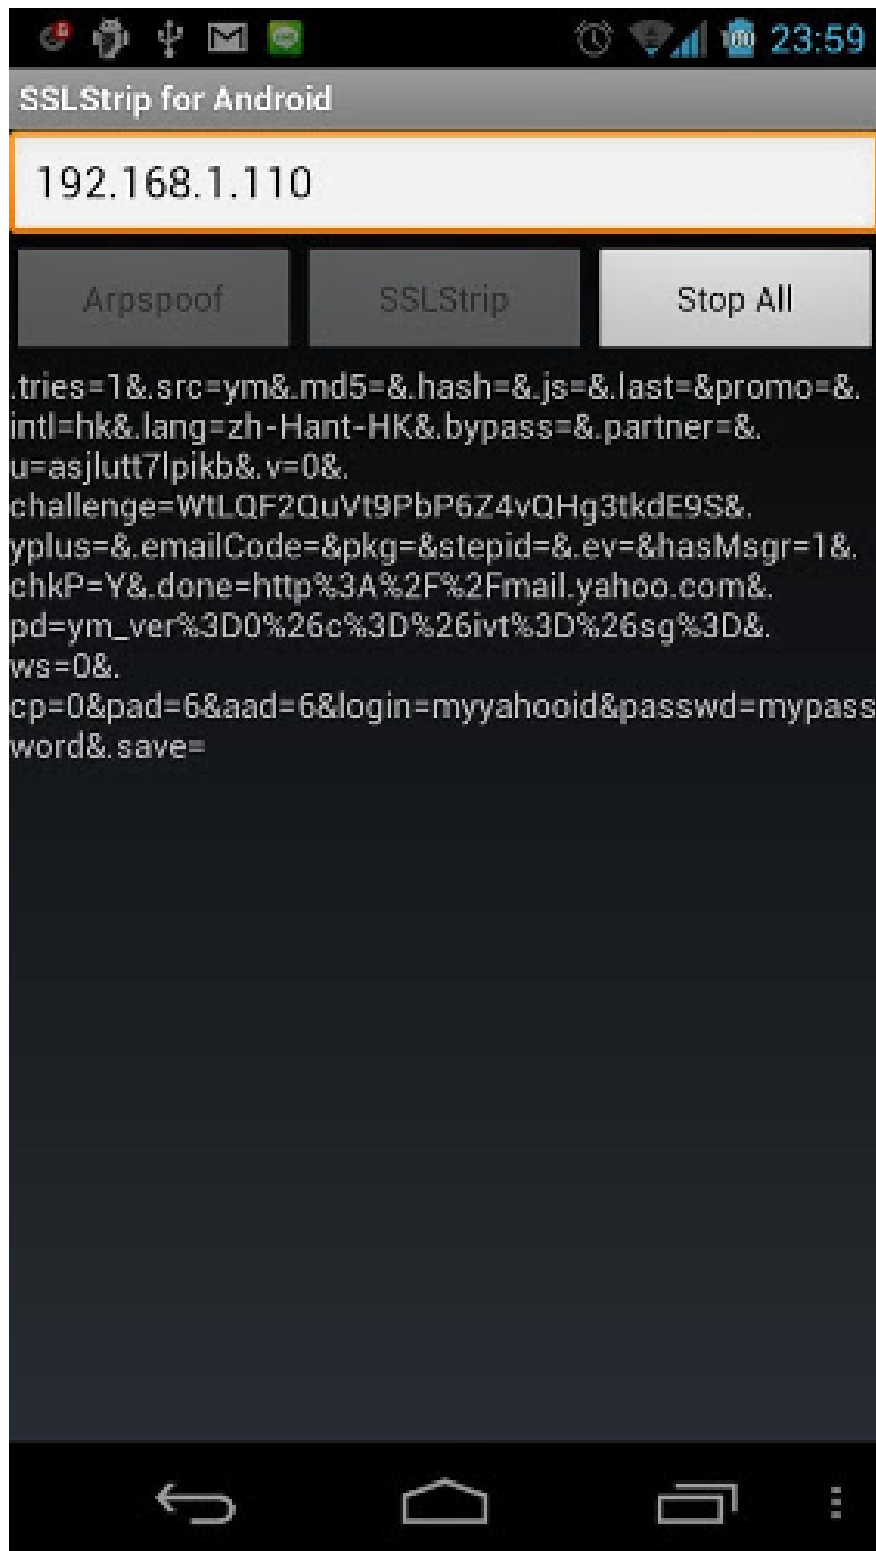 100 23:59
SSLStrip for Android
192.168.1.110
Arpspoof SSLStrip Stop All
.tries=1&.src=ym&.md5=&.hash=&.js=&.last=&promo=&.
intl=hk&.lang=zh-Hant-HK&.bypass=&.partner=&.
u=asjlutt7lpikb&.v=0&.
challenge=WtLQF2QuVt9PbP6Z4vQHg3tkdE9S&.
yplus=&.emailCode=&pkg=&stepid=&.ev=&hasMsgr=1&.
chkP=Y&.done=http%3A%2F%2Fmail.yahoo.com&.
pd=ym_ver%3D0%26c%3D%26ivt%3D%26sg%3D&.
ws=0&.
cp=0&pad=6&aad=6&login=myyahooid&passwd=mypass
word&.save=